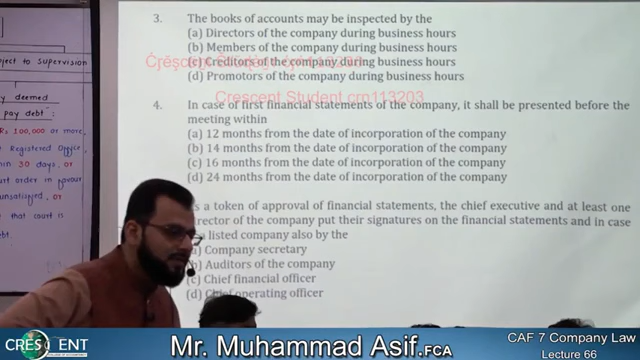 ject to Supervision
y deemed
pay debt":
Rs 100,000 or more
Registered Office,
in 30 days, or
urt order in favour
unsatisfied, or
that court is
bt.
3. The books of accounts may be inspected by the
(a) Directors of the company during business hours
(b) Members of the company during business hours
(c) Creditors of the company during business hours
(d) Promotors of the company during business hours
Crescent Student crn113203
4. In case of first financial statements of the company, it shall be presented before the
meeting within
(a) 12 months from the date of incorporation of the company
(b) 14 months from the date of incorporation of the company
(c) 16 months from the date of incorporation of the company
(d) 24 months from the date of incorporation of the company
s a token of approval of financial statements, the chief executive and at least one
irector of the company put their signatures on the financial statements and in case
a listed company also by the
a) Company secretary
b) Auditors of the company
(c) Chief financial officer
(d) Chief operating officer
CRESCENT
Mr. Muhammad Asif.FCA
CAF 7 Company Law
Lecture 66